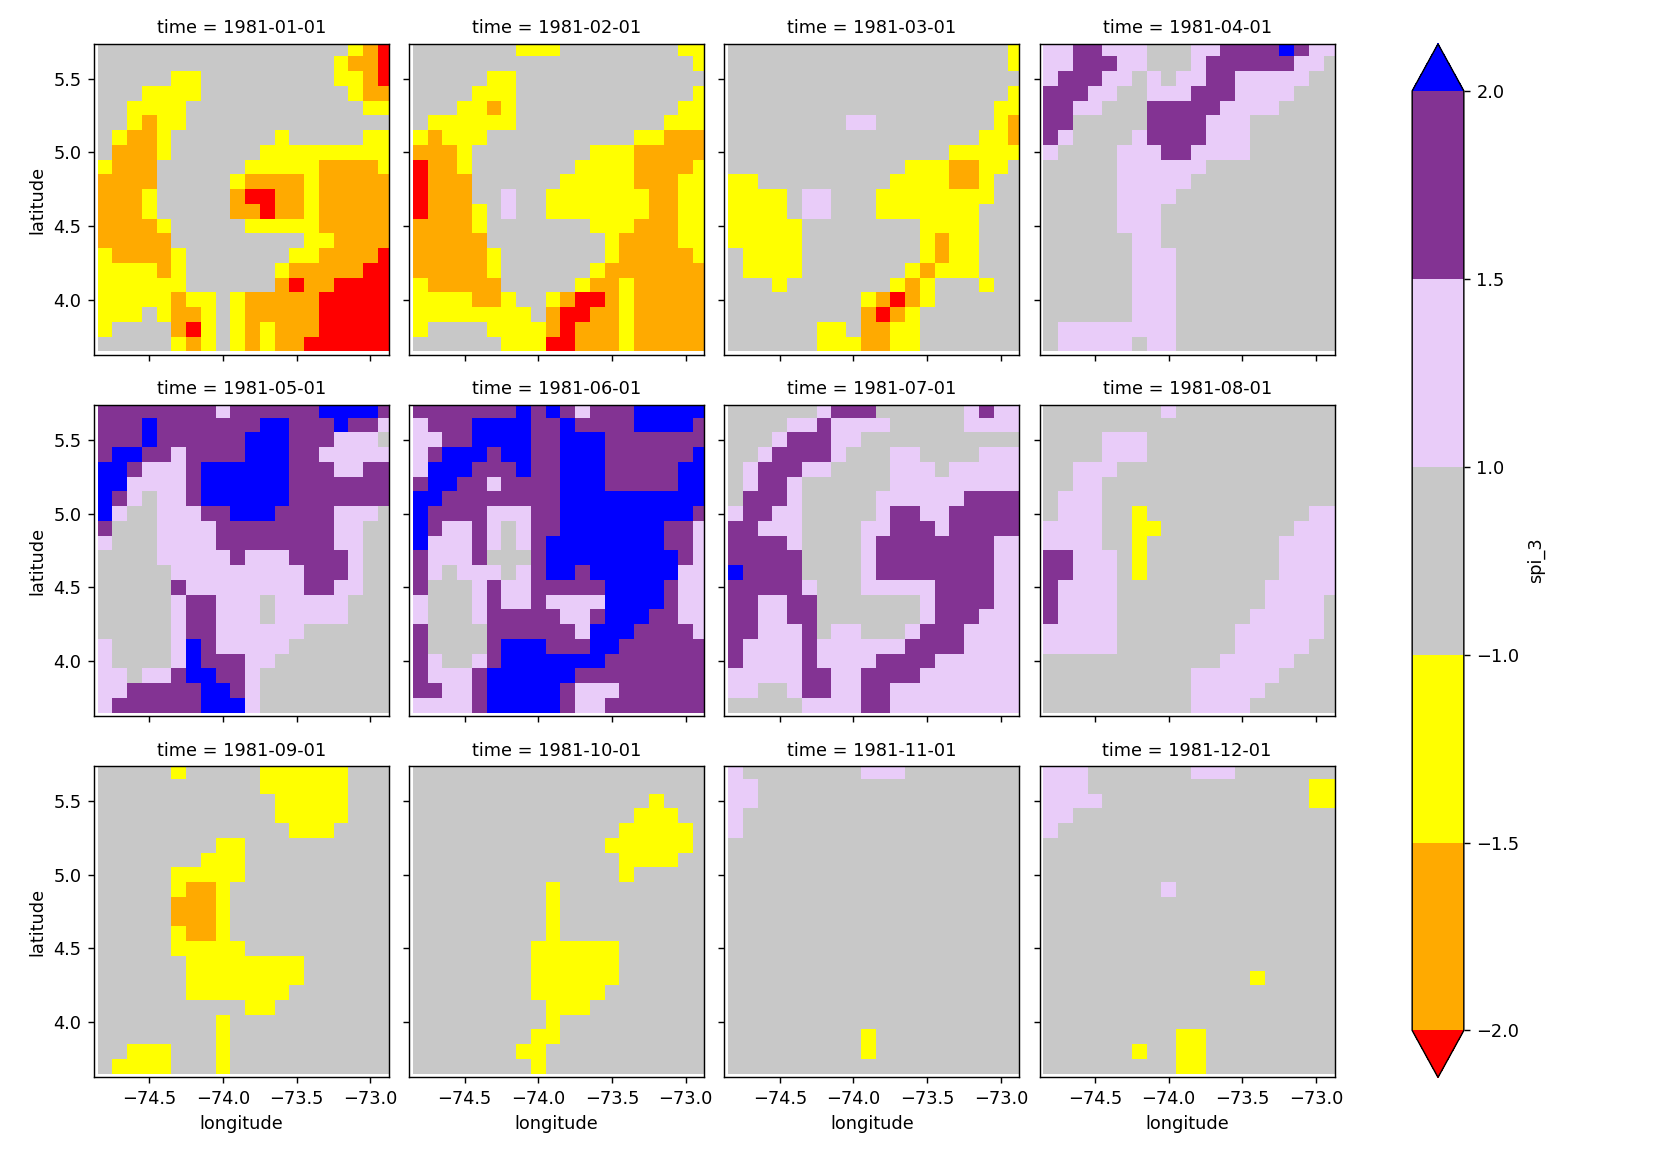 time = 1981-01-01
time = 1981-02-01
time = 1981-03-01
time = 1981-04-01
latitude
5.5
5.0
4.5
4.0
time = 1981-05-01
time = 1981-06-01
time = 1981-07-01
time = 1981-08-01
latitude
5.5
5.0
4.5
4.0
time = 1981-09-01
time = 1981-10-01
time = 1981-11-01
time = 1981-12-01
latitude
5.5
5.0
4.5
4.0
−74.5 −74.0 −73.5 −73.0
−74.5 −74.0 −73.5 −73.0
−74.5 −74.0 −73.5 −73.0
−74.5 −74.0 −73.5 −73.0
longitude
longitude
longitude
longitude
2.0
1.5
1.0
−1.0
−1.5
−2.0
spi_3